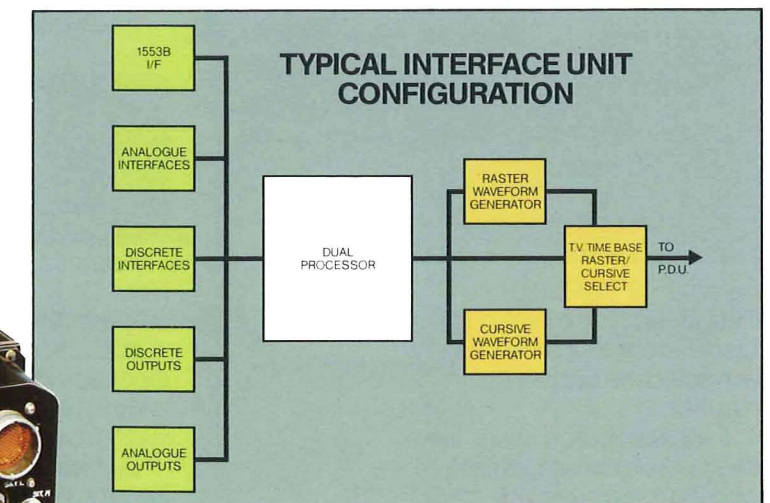 TYPICAL INTERFACE UNIT
CONFIGURATION
1553B
I/F
ANALOGUE
INTERFACES
DISCRETE
INTERFACES
DISCRETE
OUTPUTS
ANALOGUE
OUTPUTS
DUAL
PROCESSOR
RASTER
WAVEFORM
GENERATOR
CURSIVE
WAVEFORM
GENERATOR
T.V. TIME BASE
RASTER/
CURSIVE
SELECT
TO
P.D.U.